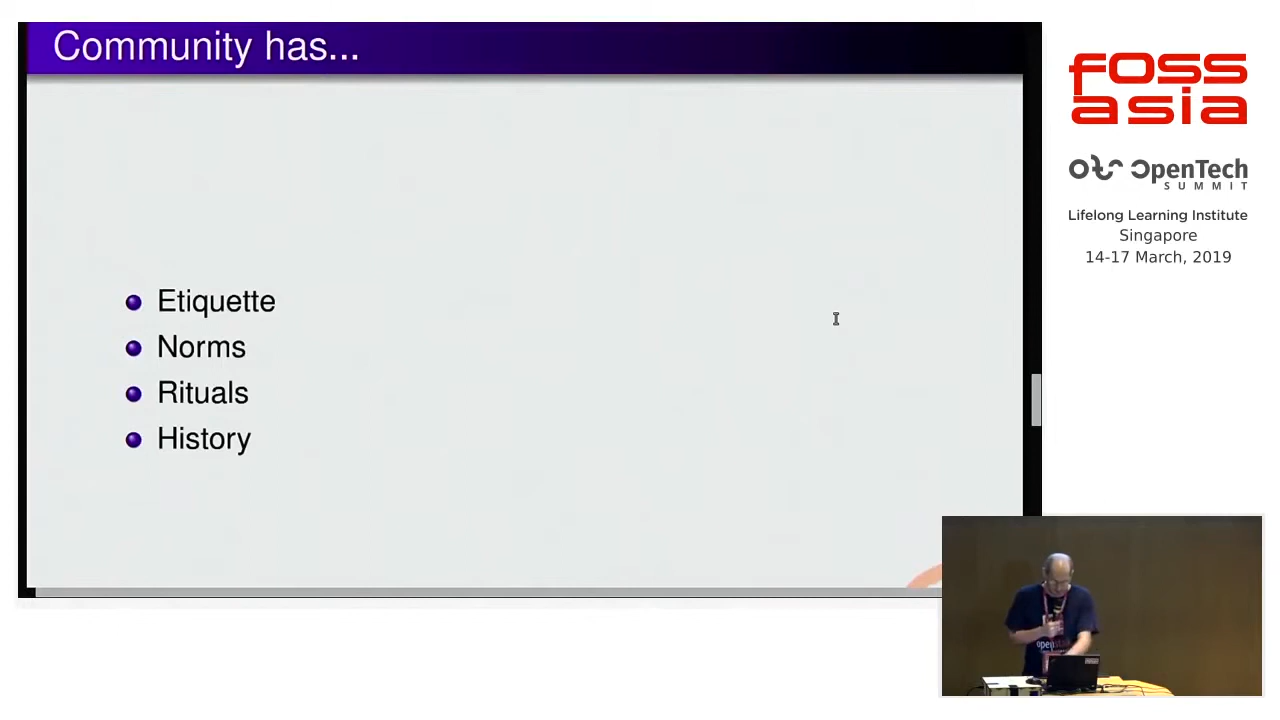 Community has...
Etiquette
Norms
Rituals
History
fOSS
asia
OpenTech
SUMMIT
Lifelong Learning Institute
Singapore
14-17 March, 2019